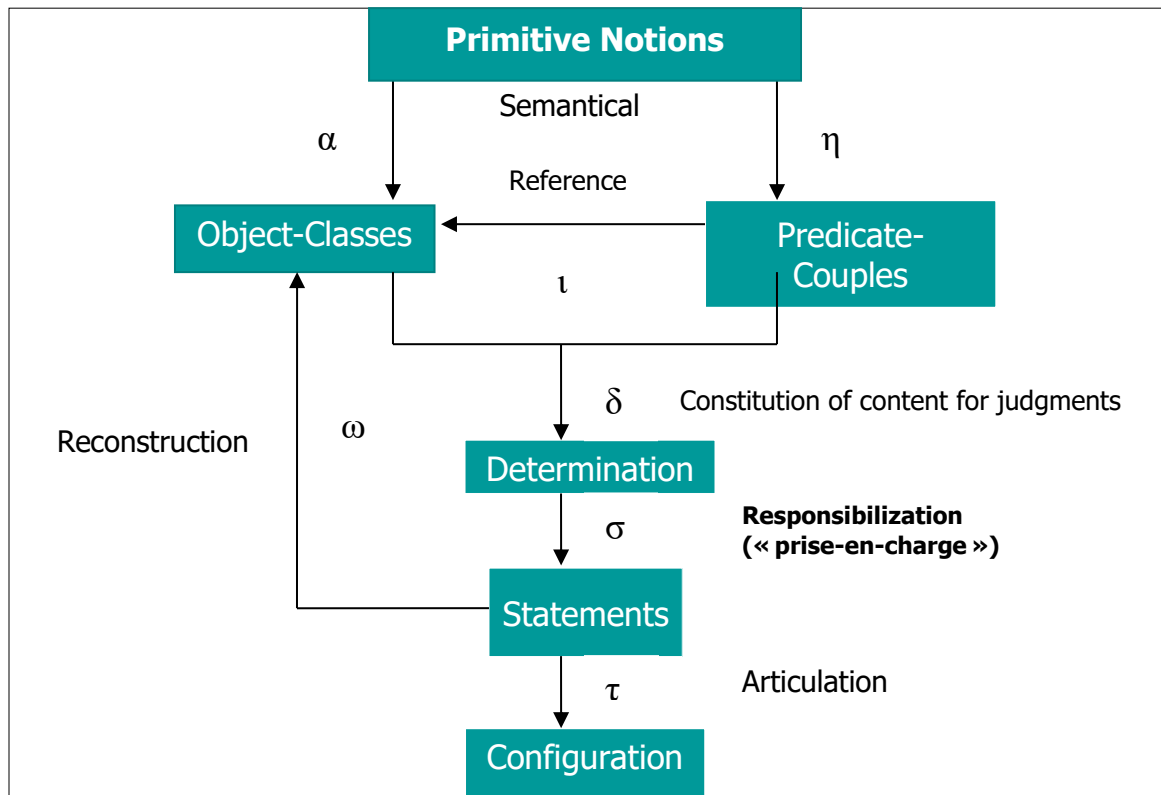 Primitive Notions
Semantical
α
η
Reference
Object-Classes
Predicate-
Couples
ι
δ
Constitution of content for judgments
Reconstruction
ω
Determination
σ
Responsibilization
(« prise-en-charge »)
Statements
τ
Articulation
Configuration